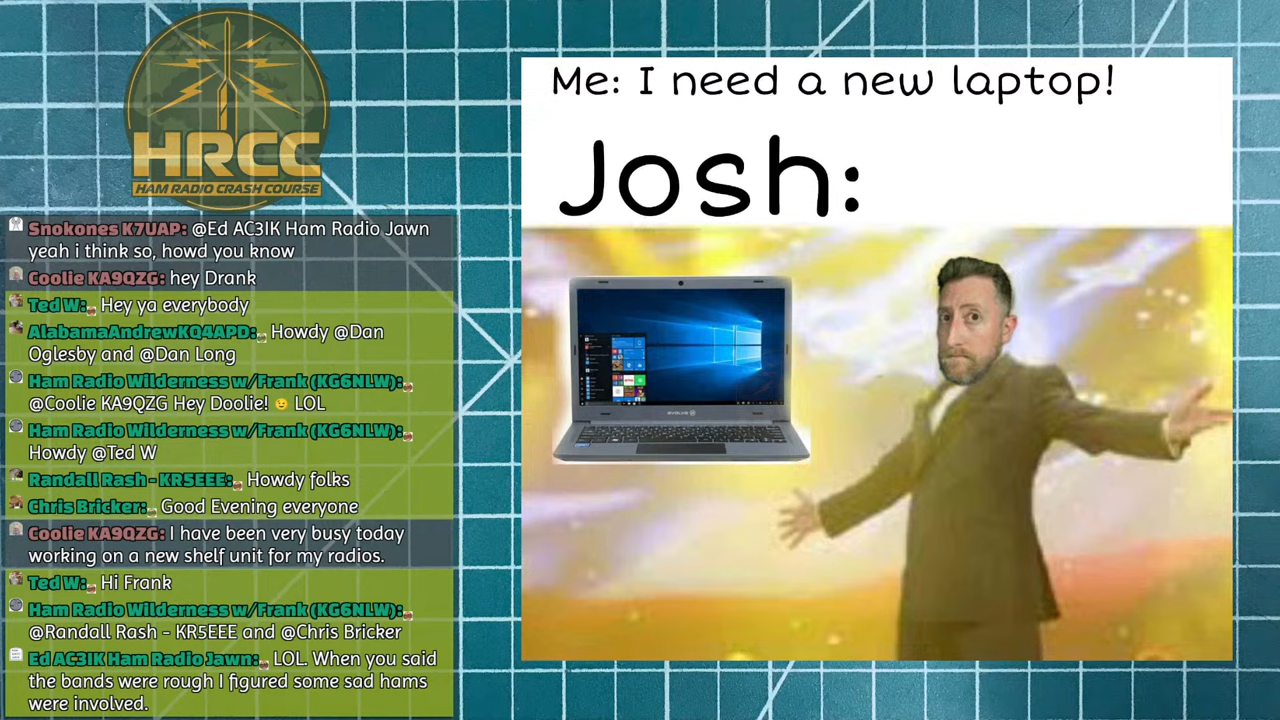 HRCC
HAM RADIO CRASH COURSE
Snokones K7UAP: @Ed AC3IK Ham Radio Jawn
yeah i think so, howd you know
Coolie KA9QZG: hey Drank
Ted W: Hey ya everybody
AlabamaAndrewKQ4APD: Howdy @Dan
Oglesby and @Dan Long
Ham Radio Wilderness w/Frank (KG6NLW):
@Coolie KA9QZG Hey Doolie! 😉 LOL
Ham Radio Wilderness w/Frank (KG6NLW):
Howdy @Ted W
Randall Rash - KR5EEE: Howdy folks
Chris Bricker: Good Evening everyone
Coolie KA9QZG: I have been very busy today
working on a new shelf unit for my radios.
Ted W: Hi Frank
Ham Radio Wilderness w/Frank (KG6NLW):
@Randall Rash - KR5EEE and @Chris Bricker
Ed AC3IK Ham Radio Jawn: LOL. When you said
the bands were rough I figured some sad hams
were involved.
Me: I need a new laptop!
Josh: